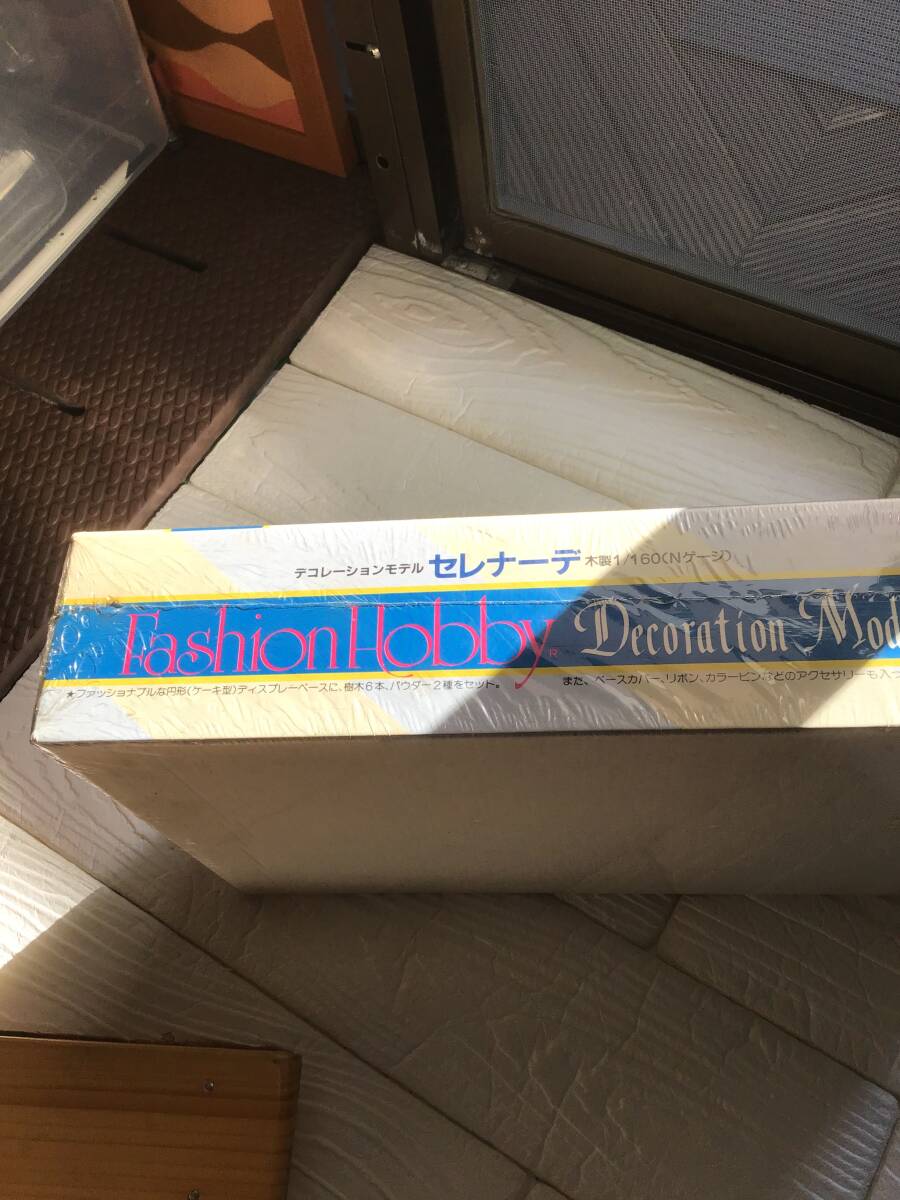 デコレーションモデル セレナーデ 木製1/160(Nゲージ)
Fashion Hobby® Decoration Mod
★ファッショナブルな円形(ケーキ型)ディスプレーベースに、樹木6本、パウダー2種をセット。 また、ベースカバー、リボン、カラーピンなどのアクセサリーも入っ